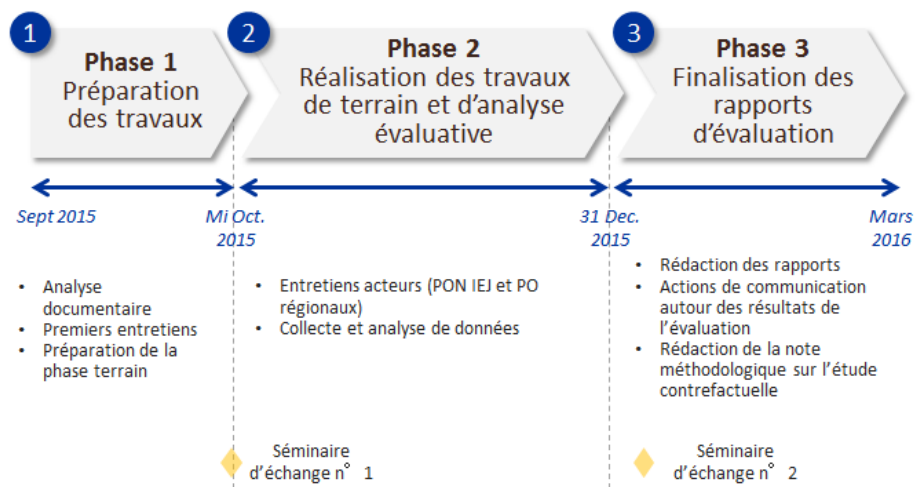 1
Phase 1
Préparation
des travaux
2
Phase 2
Réalisation des travaux
de terrain et d'analyse
évaluative
3
Phase 3
Finalisation des
rapports
d'évaluation
Sept 2015
Mi Oct.
2015
31 Dec.
2015
Mars
2016
• Analyse
documentaire
• Premiers entretiens
• Préparation de la
phase terrain
• Entretiens acteurs (PON IEJ et PO
régionaux)
• Collecte et analyse de données
• Rédaction des rapports
• Actions de communication
autour des résultats de
l'évaluation
• Rédaction de la note
méthodologique sur l'étude
contrefactuelle
Séminaire
d'échange n° 1
Séminaire
d'échange n° 2